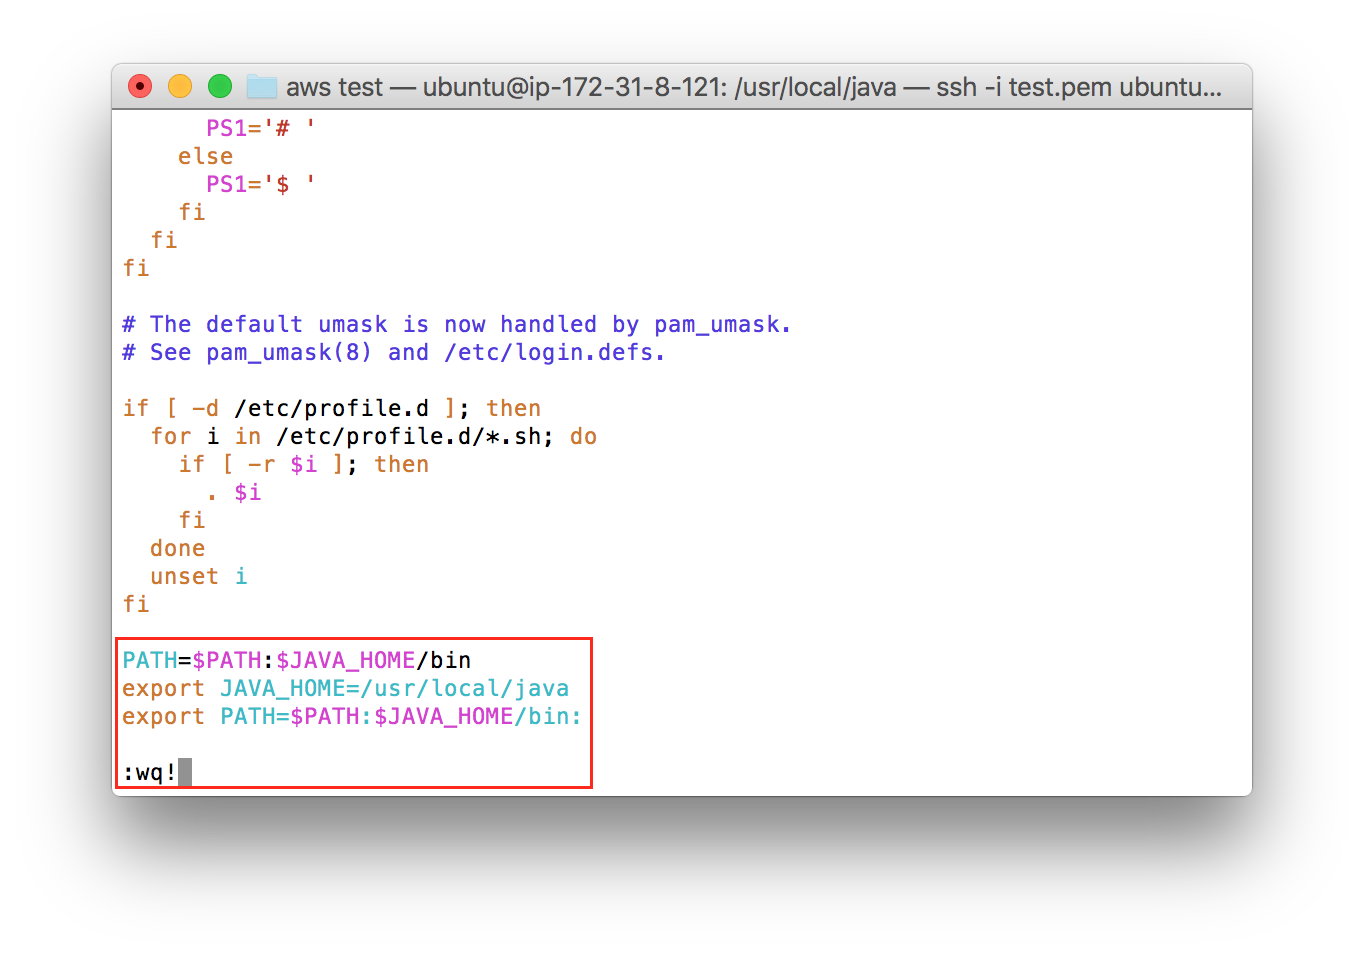 aws test — ubuntu@ip-172-31-8-121: /usr/local/java — ssh -i test.pem ubuntu...
PS1='# '
else
PS1='$ '
fi
fi
fi
# The default umask is now handled by pam_umask.
# See pam_umask(8) and /etc/login.defs.
if [ -d /etc/profile.d ]; then
for i in /etc/profile.d/*.sh; do
if [ -r $i ]; then
. $i
fi
done
unset i
fi
PATH=$PATH:$JAVA_HOME/bin
export JAVA_HOME=/usr/local/java
export PATH=$PATH:$JAVA_HOME/bin:
:wq!